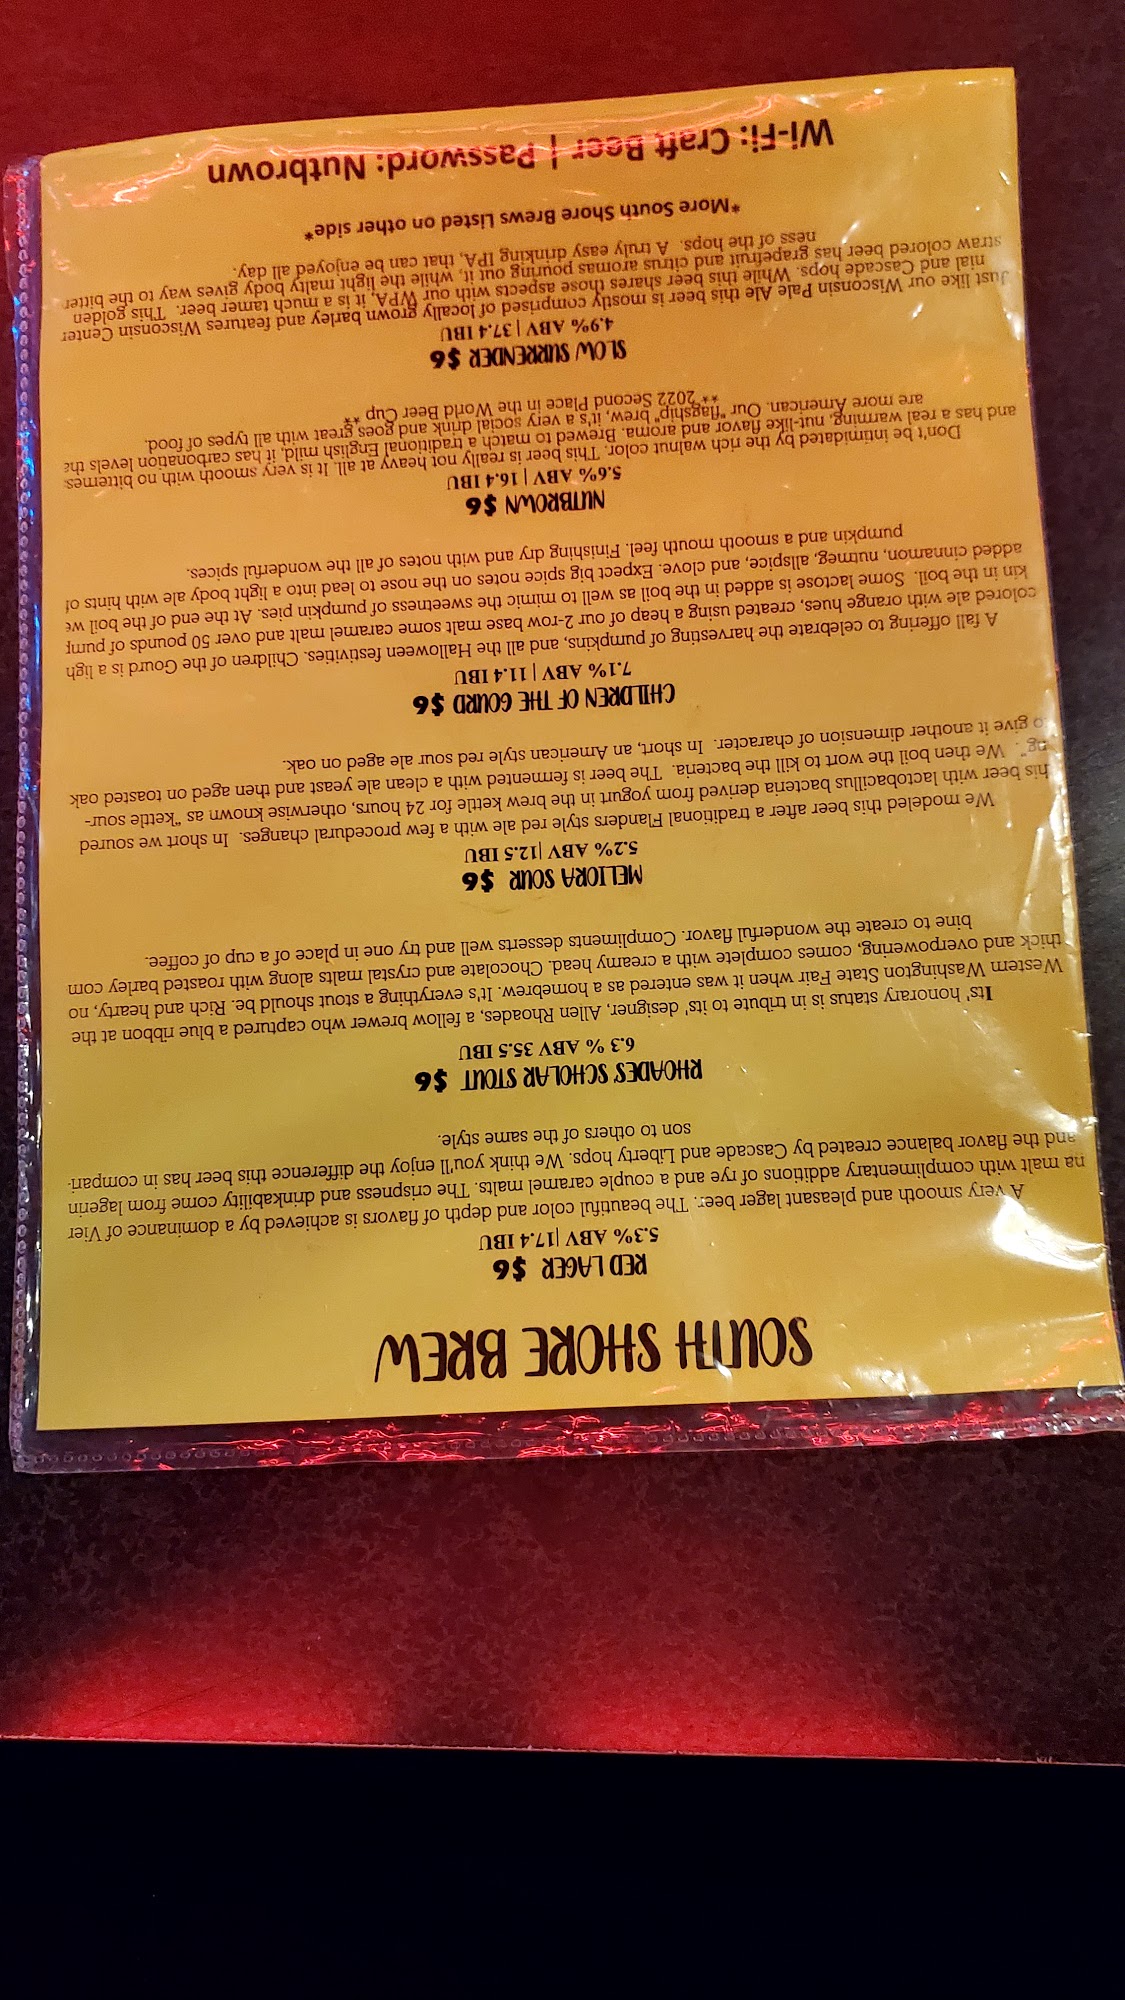 SOUTH SHORE BREW
RED LAGER $6
5.3% ABV |17.4 IBU
A very smooth and pleasant lager beer. The beautiful color and depth of flavors is achieved by a dominance of Vien
na malt with complimentary additions of rye and a couple caramel malts. The crispness and drinkability come from lagerin
and the flavor balance created by Cascade and Liberty hops. We think you'll enjoy the difference this beer has in compari-
son to others of the same style.
RHOADES' SCHOLAR STOUT $6
6.3 % ABV 35.5 IBU
Its' honorary status is in tribute to its' designer, Allen Rhoades, a fellow brewer who captured a blue ribbon at the
Western Washington State Fair when it was entered as a homebrew. It's everything a stout should be. Rich and hearty, no
thick and overpowering, comes complete with a creamy head. Chocolate and crystal malts along with roasted barley com
bine to create the wonderful flavor. Compliments desserts well and try one in place of a cup of coffee.
MELIORA SOUR $6
5.2% ABV |12.5 IBU
We modeled this beer after a traditional Flanders style red ale with a few procedural changes. In short we soured
his beer with lactobacillus bacteria derived from yogurt in the brew kettle for 24 hours, otherwise known as "kettle sour-
ng". We then boil the wort to kill the bacteria. The beer is fermented with a clean ale yeast and then aged on toasted oak
o give it another dimension of character. In short, an American style red sour ale aged on oak.
CHILDREN OF THE GOURD $6
7.1% ABV | 11.4 IBU
A fall offering to celebrate the harvesting of pumpkins, and all the Halloween festivities. Children of the Gourd is a ligh
colored ale with orange hues, created using a heap of our 2-row base malt some caramel malt and over 50 pounds of pump
kin in the boil. Some lactose is added in the boil as well to mimic the sweetness of pumpkin pies. At the end of the boil we
added cinnamon, nutmeg, allspice, and clove. Expect big spice notes on the nose to lead into a light body ale with hints of
pumpkin and a smooth mouth feel. Finishing dry and with notes of all the wonderful spices.
NUTBROWN $6
5.6% ABV | 16.4 IBU
Don't be intimidated by the rich walnut color. This beer is really not heavy at all. It is very smooth with no bitternes
and has a real warming, nut-like flavor and aroma. Brewed to match a traditional English mild, it has carbonation levels tha
are more American. Our "flagship" brew, it's a very social drink and goes great with all types of food.
**2022 Second Place in the World Beer Cup **
SLOW SURRENDER $6
4.9% ABV | 37.4 IBU
Just like our Wisconsin Pale Ale this beer is mostly comprised of locally grown barley and features Wisconsin Center
nial and Cascade hops. While this beer shares those aspects with our WPA, it is a much tamer beer. This golden
straw colored beer has grapefruit and citrus aromas pouring out it, while the light malty body gives way to the bitter
ness of the hops. A truly easy drinking IPA, that can be enjoyed all day.
*More South Shore Brews Listed on other side*
Wi-Fi: Craft Beer | Password: Nutbrown